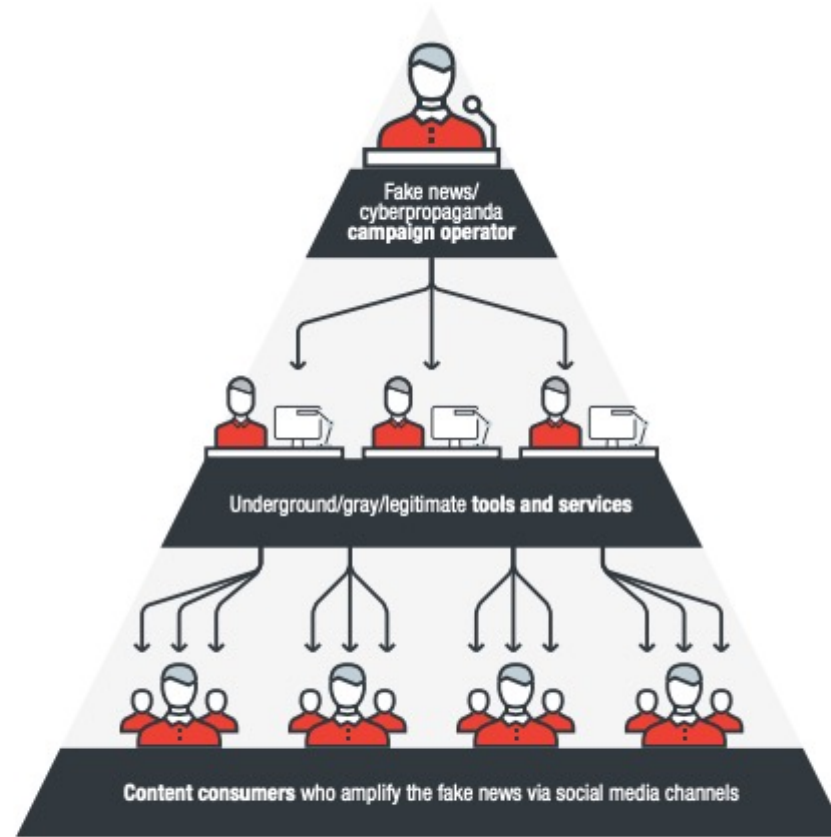 Fake news/
cyberpropaganda
campaign operator
Underground/gray/legitimate tools and services
Content consumers who amplify the fake news via social media channels